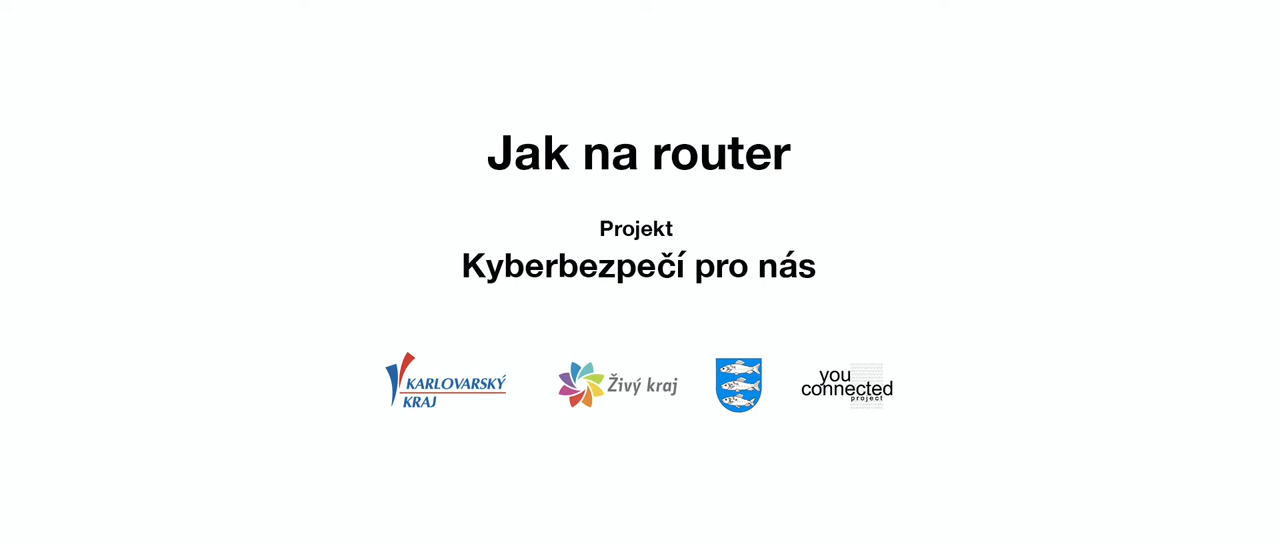 Jak na router
Projekt
Kyberbezpečí pro nás
KARLOVARSKÝ
KRAJ
Živý kraj
you
connected
project